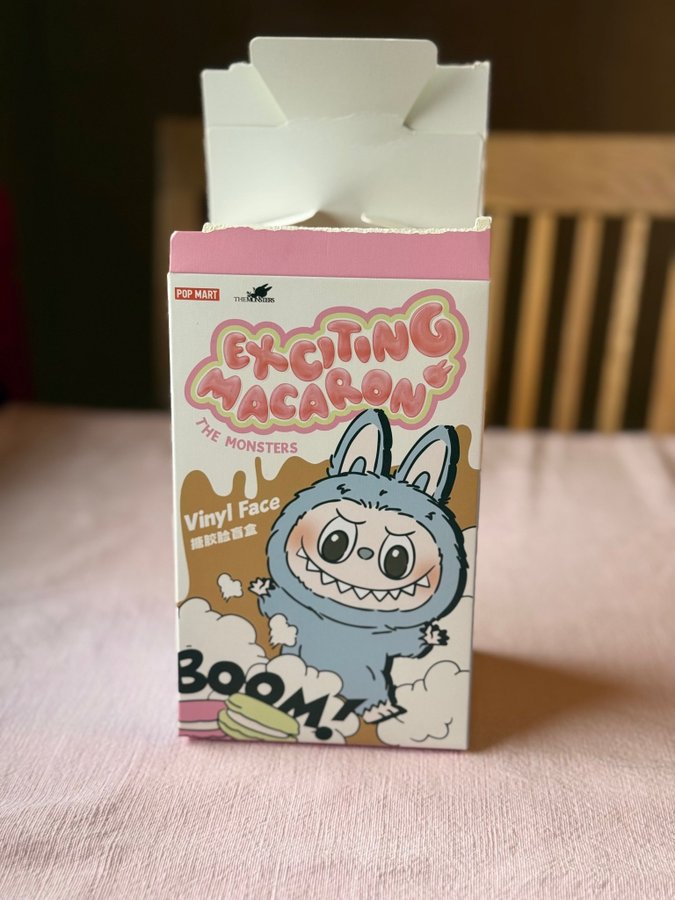 POP MART
THE MONSTERS
EXCITING
MACARON
THE MONSTERS
Vinyl Face
搪胶脸盲盒
BOOM!